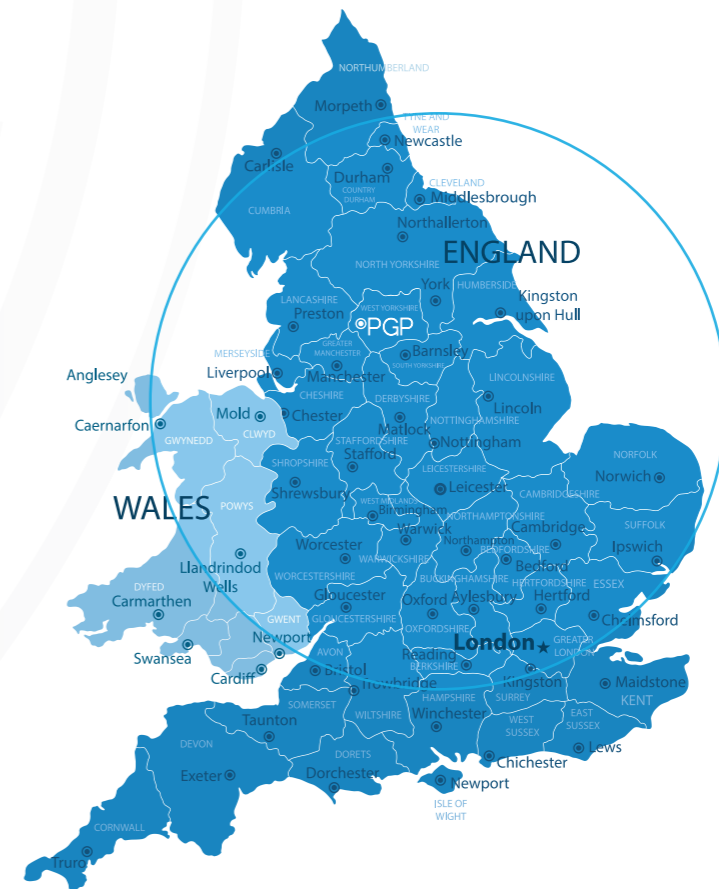 NORTHUMBERLAND
Morpeth
TYNE AND
WEAR
Newcastle
Carlisle
Durham
COUNTRY
DURHAM
CLEVELAND
Middlesbrough
CUMBRIA
Northallerton
ENGLAND
NORTH YORKSHIRE
York
HUMBERSIDE
Kingston
upon Hull
LANCASHIRE
Preston
WEST YORKSHIRE
PGP
GREATER
MANCHESTER
Barnsley
SOUTH YORKSHIRE
MERSEYSIDE
Liverpool
Manchester
Anglesey
LINCOLNSHIRE
CHESHIRE
DERBYSHIRE
Lincoln
Mold
Chester
Matlock
NOTTINGHAMSHIRE
Caernarfon
GWYNEDD
CLWYD
STAFFORDSHIRE
Nottingham
Stafford
NORFOLK
SHROPSHIRE
LEICESTERSHIRE
Norwich
Shrewsbury
Leicester
CAMBRIDGESHIRE
WALES
POWYS
WEST MIDLANDS
Birmingham
NORTHAMPTONSHIRE
SUFFOLK
Warwick
Cambridge
Worcester
WARWICKSHIRE
Northampton
BEDFORDSHIRE
Ipswich
Llandrindod
Wells
Bedford
WORCESTERSHIRE
BUCKINGHAMSHIRE
HERTFORDSHIRE
ESSEX
DYFED
Carmarthen
Gloucester
Oxford
Aylesbury
Hertford
GWENT
GLOUCESTERSHIRE
OXFORDSHIRE
Chelmsford
Newport
London
GREATER
LONDON
Swansea
AVON
Reading
BERKSHIRE
Cardiff
Bristol
Trowbridge
Kingston
Maidstone
SOMERSET
WILTSHIRE
HAMPSHIRE
SURREY
KENT
Taunton
Winchester
WEST
SUSSEX
EAST
SUSSEX
DEVON
DORETS
Lews
Chichester
Exeter
Dorchester
Newport
ISLE OF
WIGHT
CORNWALL
Truro